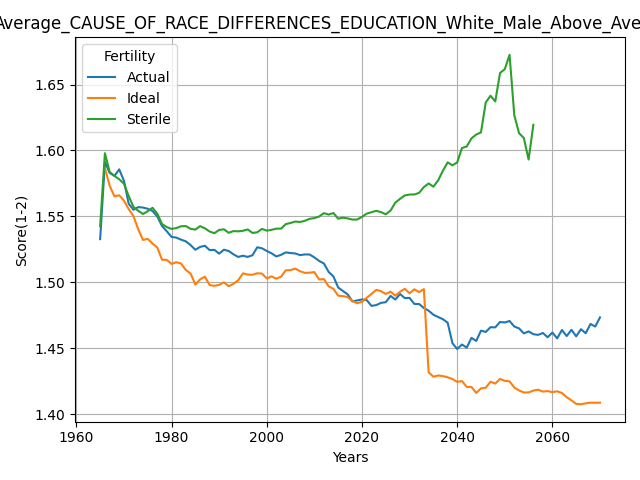 Average_CAUSE_OF_RACE_DIFFERENCES_EDUCATION_White_Male_Above_Ave
Fertility
Actual
Ideal
Sterile
Score(1-2)
1.65
1.60
1.55
1.50
1.45
1.40
1960 1980 2000 2020 2040 2060
Years